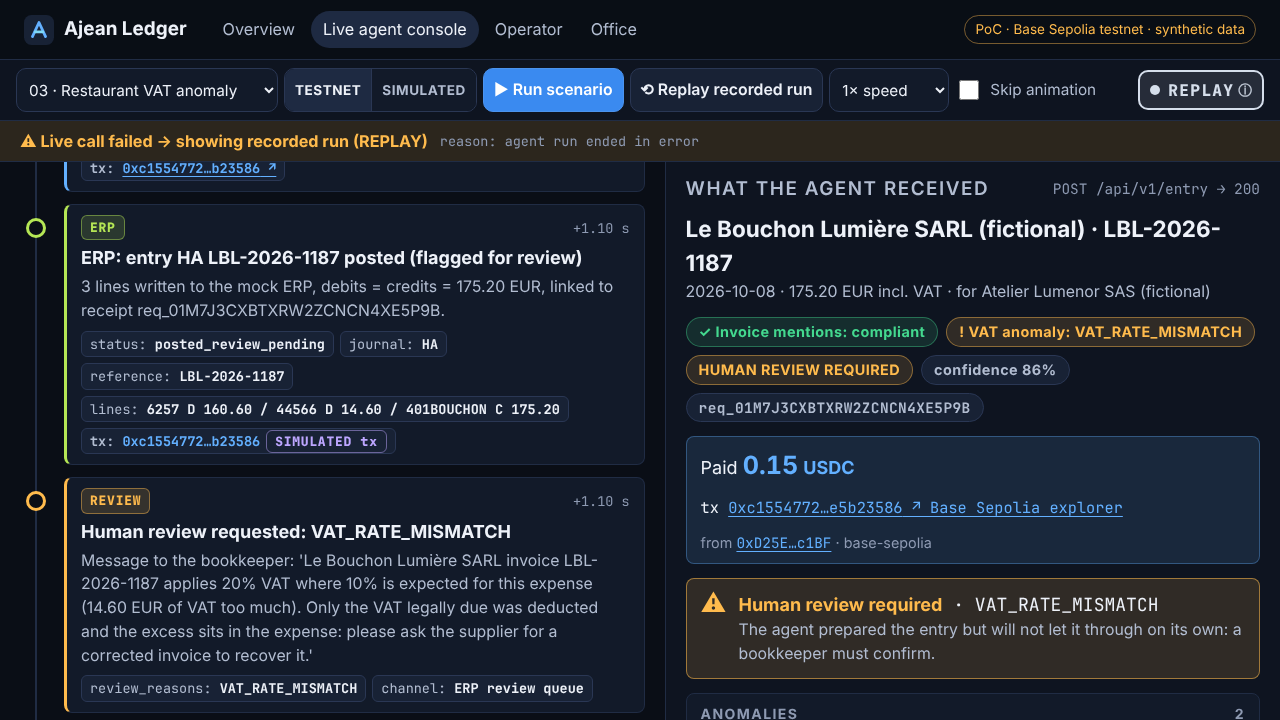 Ajean Ledger
Overview
Live agent console
Operator
Office
PoC · Base Sepolia testnet · synthetic data
03 · Restaurant VAT anomaly
TESTNET
SIMULATED
▶ Run scenario
⟲ Replay recorded run
1× speed
Skip animation
REPLAY ⓘ
⚠ Live call failed → showing recorded run (REPLAY)
reason: agent run ended in error
tx: 0xc1554772…b23586 ↗
ERP
+1.10 s
ERP: entry HA LBL-2026-1187 posted (flagged for review)
3 lines written to the mock ERP, debits = credits = 175.20 EUR, linked to
receipt req_01M7J3CXBTXRW2ZCNCN4XE5P9B.
status: posted_review_pending
journal: HA
reference: LBL-2026-1187
lines: 6257 D 160.60 / 44566 D 14.60 / 401BOUCHON C 175.20
tx: 0xc1554772…b23586 SIMULATED tx
REVIEW
+1.10 s
Human review requested: VAT_RATE_MISMATCH
Message to the bookkeeper: 'Le Bouchon Lumière SARL invoice LBL-
2026-1187 applies 20% VAT where 10% is expected for this expense
(14.60 EUR of VAT too much). Only the VAT legally due was deducted
and the excess sits in the expense: please ask the supplier for a
corrected invoice to recover it.'
review_reasons: VAT_RATE_MISMATCH
channel: ERP review queue
WHAT THE AGENT RECEIVED
POST /api/v1/entry → 200
Le Bouchon Lumière SARL (fictional) · LBL-2026-
1187
2026-10-08 · 175.20 EUR incl. VAT · for Atelier Lumenor SAS (fictional)
✓ Invoice mentions: compliant
! VAT anomaly: VAT_RATE_MISMATCH
HUMAN REVIEW REQUIRED
confidence 86%
req_01M7J3CXBTXRW2ZCNCN4XE5P9B
Paid 0.15 USDC
tx 0xc1554772…e5b23586 ↗ Base Sepolia explorer
from 0xD25E…c1BF · base-sepolia
Human review required · VAT_RATE_MISMATCH
The agent prepared the entry but will not let it through on its own: a
bookkeeper must confirm.
ANOMALIES
2